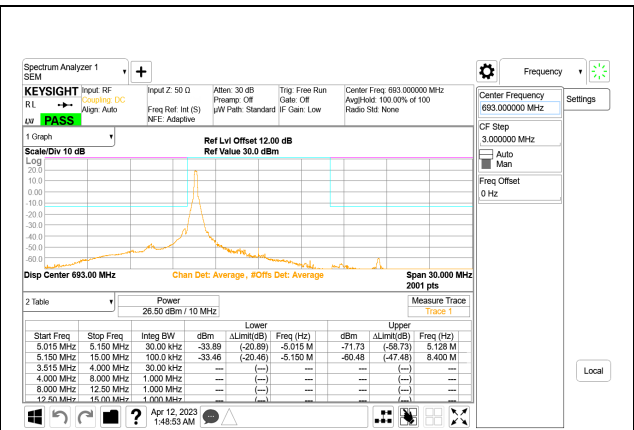 Spectrum Analyzer 1
SEM
Frequency
KEYSIGHT Input: RF Input Z: 50 Ω Atten: 30 dB Trig: Free Run Center Freq: 693.000000 MHz
RL Coupling: DC Preamp: Off Gate: Off Avg|Hold: 100.00% of 100
Align: Auto Freq Ref: Int (S) µW Path: Standard IF Gain: Low Radio Std: None
LXI PASS NFE: Adaptive
Center Frequency
693.000000 MHz
Settings
CF Step
3.000000 MHz
Auto
Man
Freq Offset
0 Hz
1 Graph
Ref Lvl Offset 12.00 dB
Scale/Div 10 dB Ref Value 30.0 dBm
Log
20.0
10.0
0.00
-10.0
-20.0
-30.0
-40.0
-50.0
-60.0
Disp Center 693.00 MHz Chan Det: Average, #Offs Det: Average Span 30.000 MHz
2001 pts
2 Table Power Measure Trace
26.50 dBm / 10 MHz Trace 1
Lower Upper
Start Freq Stop Freq Integ BW dBm ΔLimit(dB) Freq (Hz) dBm ΔLimit(dB) Freq (Hz)
5.015 MHz 5.150 MHz 30.00 kHz -33.89 (-20.89) -5.015 M -71.73 (-58.73) 5.128 M
5.150 MHz 15.00 MHz 100.0 kHz -33.46 (-20.46) -5.150 M -60.48 (-47.48) 8.400 M
3.515 MHz 4.000 MHz 30.00 kHz --- (---) --- --- (---) ---
4.000 MHz 8.000 MHz 1.000 MHz --- (---) --- --- (---) ---
8.000 MHz 12.50 MHz 1.000 MHz --- (---) --- --- (---) ---
12.50 MHz 15.00 MHz 1.000 MHz --- (---) --- --- (---) ---
Local
? Apr 12, 2023
1:48:53 AM